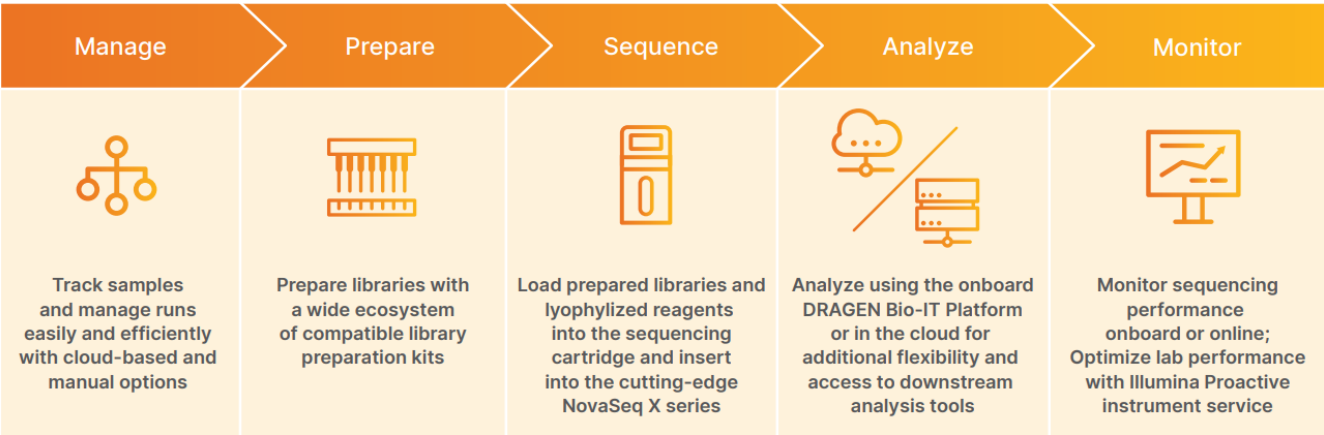 Manage
Prepare
Sequence
Analyze
Monitor
Track samples
and manage runs
easily and efficiently
with cloud-based and
manual options
Prepare libraries with
a wide ecosystem
of compatible library
preparation kits
Load prepared libraries and
lyophylized reagents
into the sequencing
cartridge and insert
into the cutting-edge
NovaSeq X series
Analyze using the onboard
DRAGEN Bio-IT Platform
or in the cloud for
additional flexibility and
access to downstream
analysis tools
Monitor sequencing
performance
onboard or online;
Optimize lab performance
with Illumina Proactive
instrument service